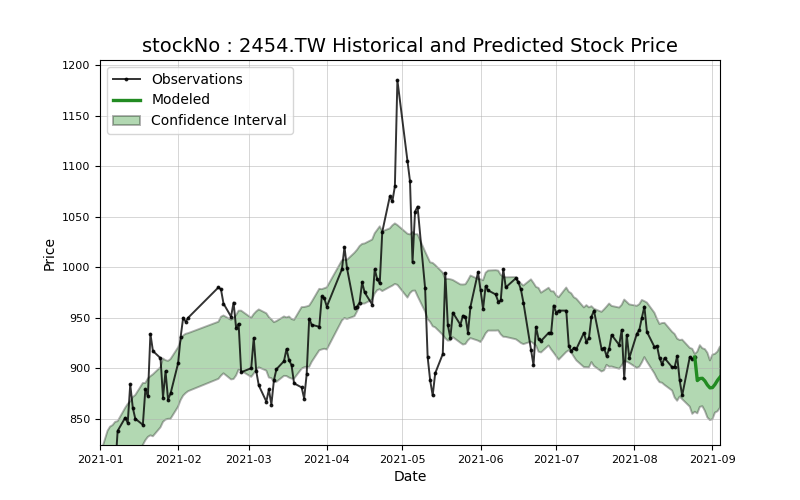 stockNo : 2454.TW Historical and Predicted Stock Price
Observations
Modeled
Confidence Interval
Price
1200
1150
1100
1050
1000
950
900
850
2021-01 2021-02 2021-03 2021-04 2021-05 2021-06 2021-07 2021-08 2021-09
Date